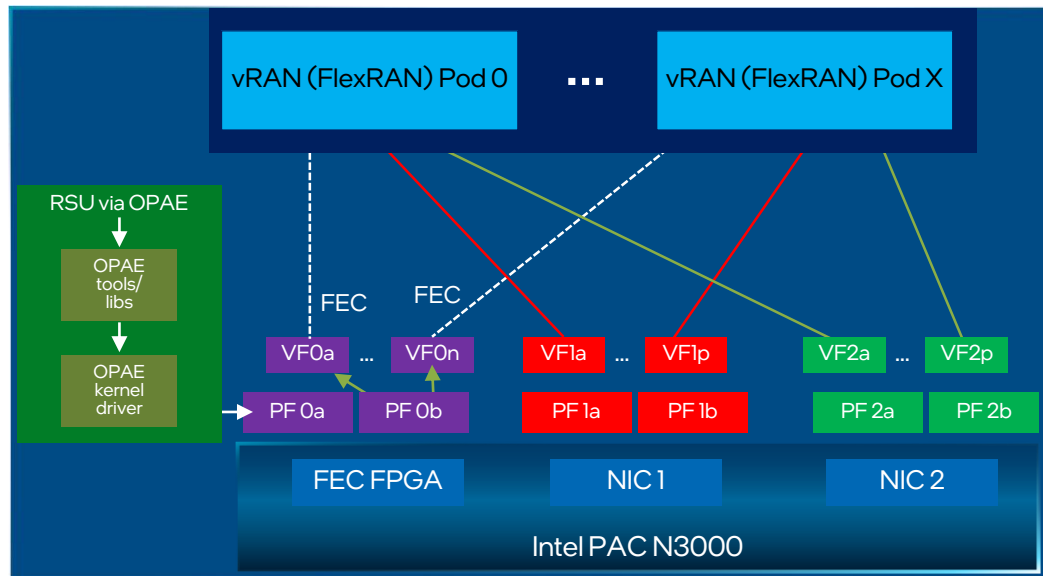 vRAN (FlexRAN) Pod 0
...
vRAN (FlexRAN) Pod X
RSU via OPAE
OPAE
tools/
libs
OPAE
kernel
driver
FEC
FEC
VF0a
...
VF0n
VF1a
...
VF1p
VF2a
...
VF2p
PF 0a
PF 0b
PF 1a
PF 1b
PF 2a
PF 2b
FEC FPGA
NIC 1
NIC 2
Intel PAC N3000